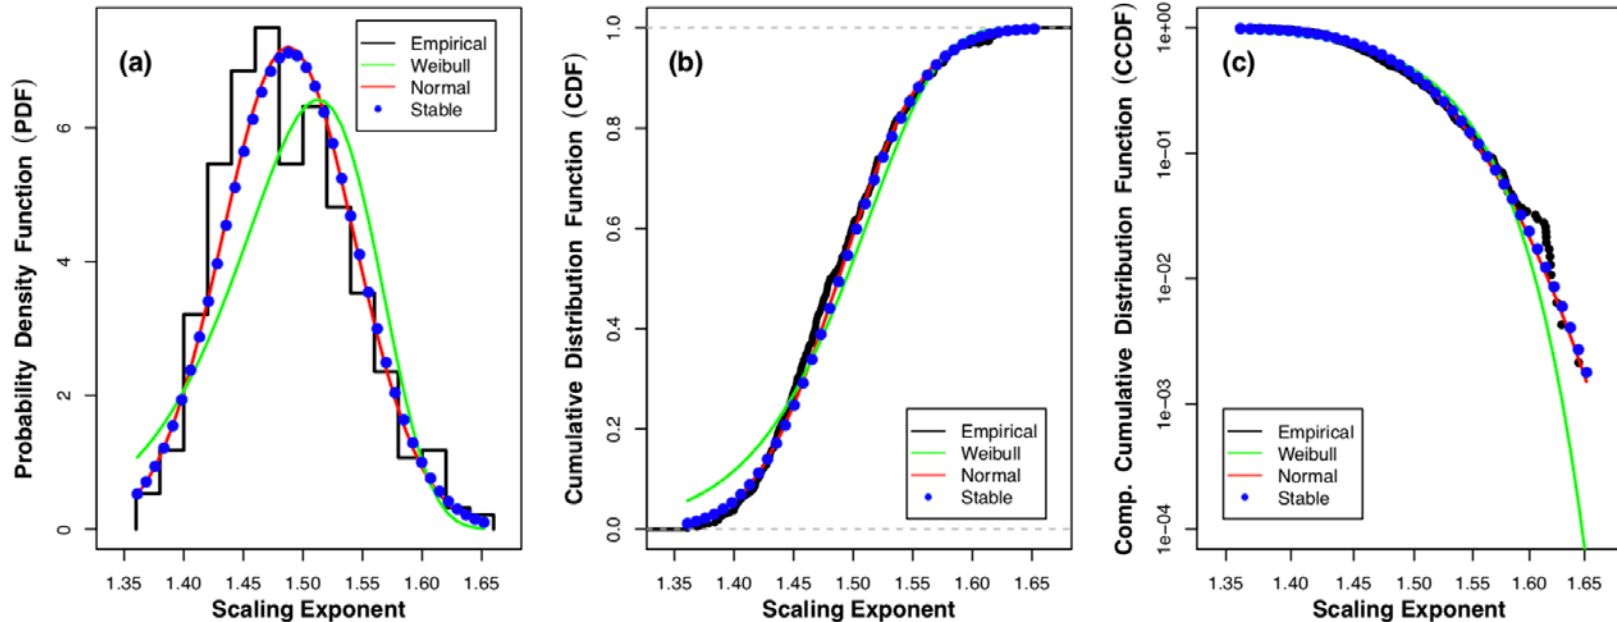 (a)
Probability Density Function (PDF)
0
2
4
6
Empirical
Weibull
Normal
Stable
1.35
1.40
1.45
1.50
1.55
1.60
1.65
Scaling Exponent
(b)
Cumulative Distribution Function (CDF)
0.0
0.2
0.4
0.6
0.8
1.0
Empirical
Weibull
Normal
Stable
1.35
1.40
1.45
1.50
1.55
1.60
1.65
Scaling Exponent
(c)
Comp. Cumulative Distribution Function (CCDF)
1e−04
1e−03
1e−02
1e−01
1e+00
Empirical
Weibull
Normal
Stable
1.35
1.40
1.45
1.50
1.55
1.60
1.65
Scaling Exponent